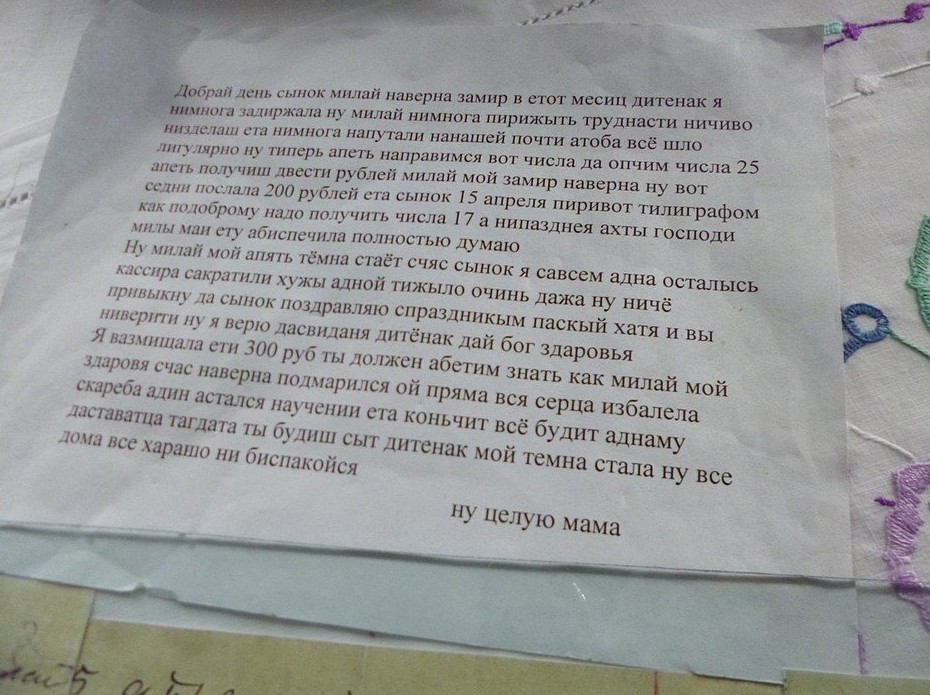 Добрай день сынок милай наверна замир в етот месиц дитенак я
нимнога задиржала ну милай нимнога пирижыть труднасти ничиво
низделаш ета нимнога напутали нанашей почти атоба всё шло
лигулярно ну типерь апеть направимся вот числа да опчим числа 25
апеть получиш двести рублей милай мой замир наверна ну вот
седни послала 200 рублей ета сынок 15 апреля пиривот тилиграфом
как подоброму надо получить числа 17 а нипазднея ахты господи
милы маи ету абиспечила полностью думаю
Ну милай мой апять тёмна стаёт счяс сынок я савсем адна осталысь
кассира сакратили хужы адной тижыло очинь дажа ну ничё
привыкну да сынок поздравляю спраздникым паскый хатя и вы
ниверити ну я верю дасвиданя дитёнак дай бог здаровья
Я вазмищала ети 300 руб ты должен абетим знать как милай мой
здаровя счас наверна подмарился ой пряма вся серца избалела
скареба адин астался научении ета коньчит всё будит аднаму
даставатца тагдата ты будиш сыт дитенак мой темна стала ну все
дома все харашо ни биспакойся
ну целую мама